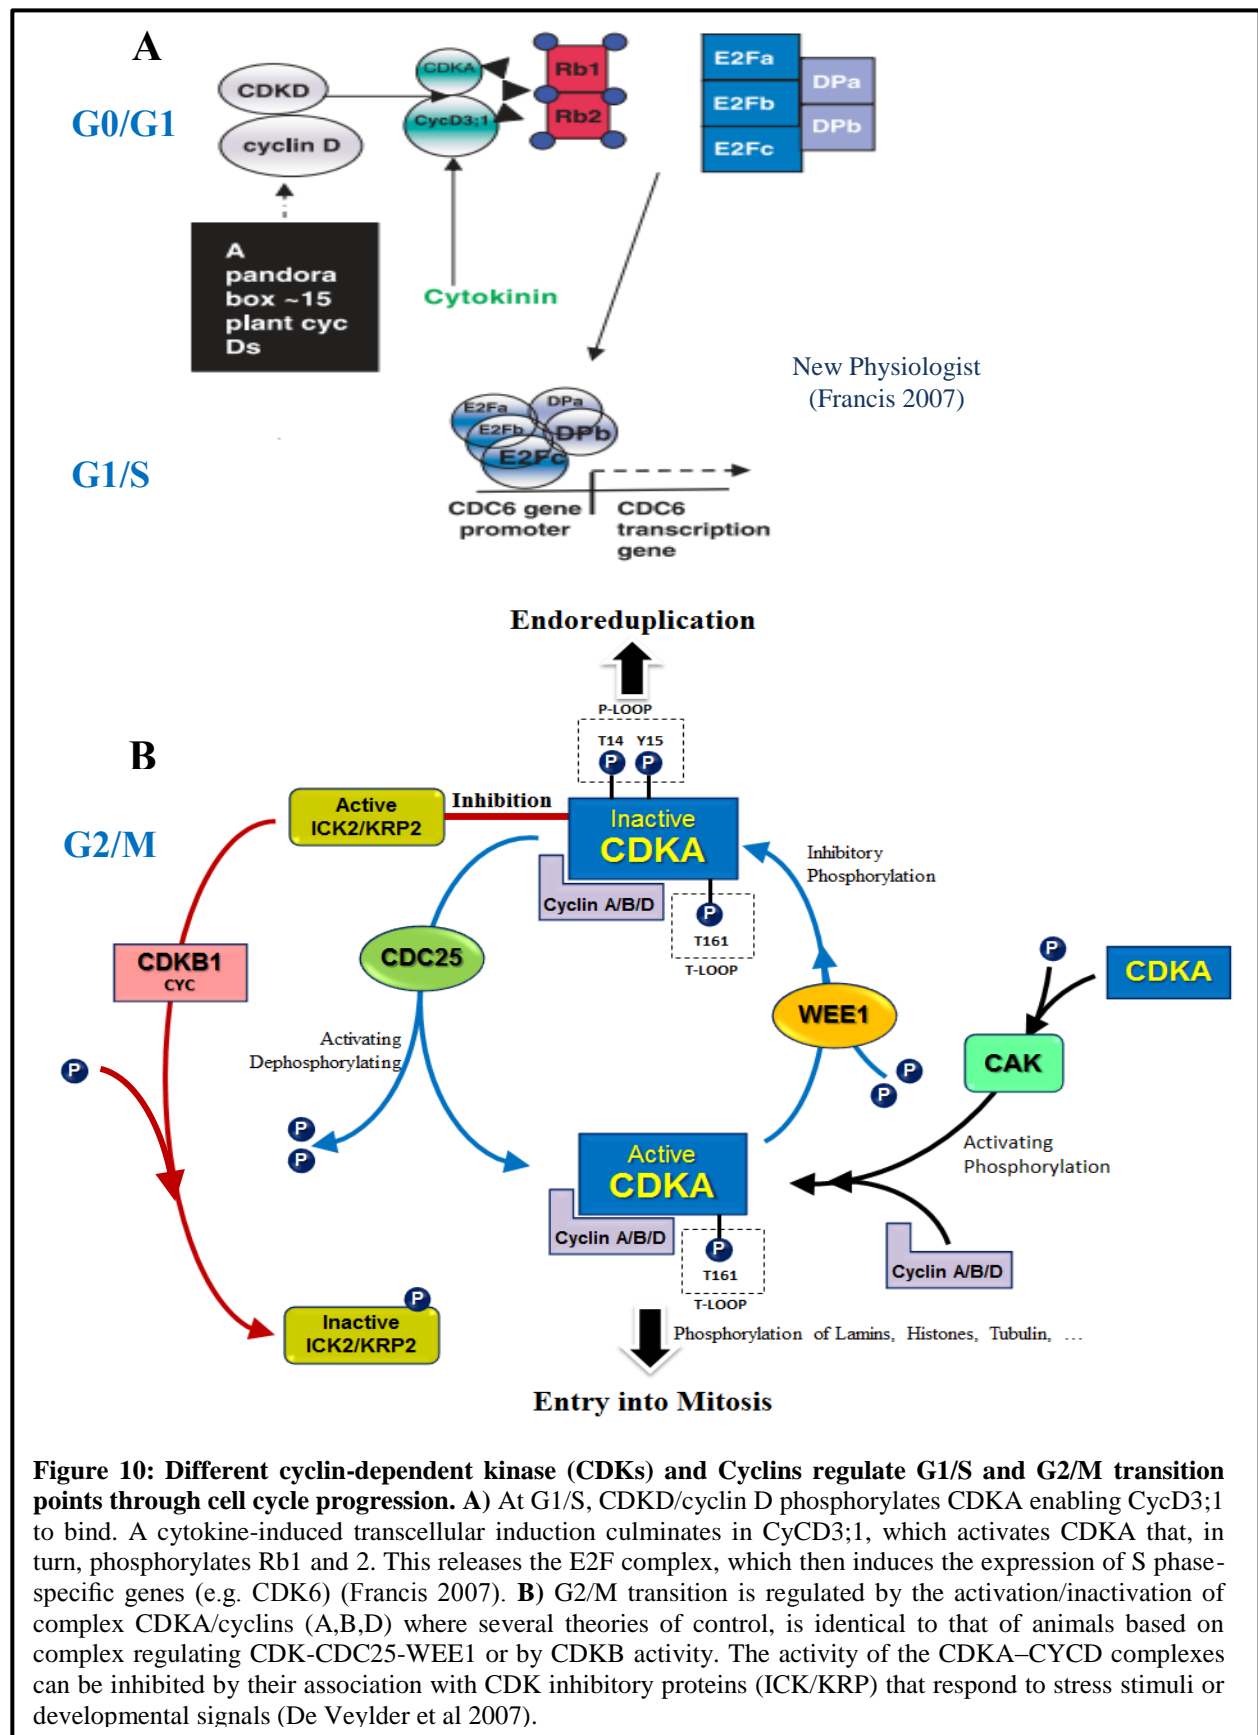 A
G0/G1
CDKD
cyclin D
CDKA
CycD3;1
Rb1
Rb2
E2Fa
E2Fb
E2Fc
DPa
DPb
A
pandora
box ~15
plant cyc
Ds
Cytokinin
New Physiologist
(Francis 2007)
G1/S
E2Fa
E2Fb
E2Fc
DPa
DPb
CDC6 gene
promoter
CDC6
transcription
gene
Endoreduplication
P-LOOP
T14 Y15
P P
B
G2/M
Active
ICK2/KRP2
Inhibition
Inactive
CDKA
Cyclin A/B/D
P
T161
T-LOOP
Inhibitory
Phosphorylation
CDKB1
CYC
CDC25
WEE1
P
CDKA
CAK
P
P
P
Activating
Dephosphorylating
P
P
Active
CDKA
Cyclin A/B/D
P
T161
T-LOOP
Activating
Phosphorylation
Cyclin A/B/D
P
Inactive
ICK2/KRP2
Phosphorylation of Lamins, Histones, Tubulin, ...
Entry into Mitosis
Figure 10: Different cyclin-dependent kinase (CDKs) and Cyclins regulate G1/S and G2/M transition
points through cell cycle progression. A) At G1/S, CDKD/cyclin D phosphorylates CDKA enabling CycD3;1
to bind. A cytokine-induced transcellular induction culminates in CyCD3;1, which activates CDKA that, in
turn, phosphorylates Rb1 and 2. This releases the E2F complex, which then induces the expression of S phase-
specific genes (e.g. CDK6) (Francis 2007). B) G2/M transition is regulated by the activation/inactivation of
complex CDKA/cyclins (A,B,D) where several theories of control, is identical to that of animals based on
complex regulating CDK-CDC25-WEE1 or by CDKB activity. The activity of the CDKA–CYCD complexes
can be inhibited by their association with CDK inhibitory proteins (ICK/KRP) that respond to stress stimuli or
developmental signals (De Veylder et al 2007).